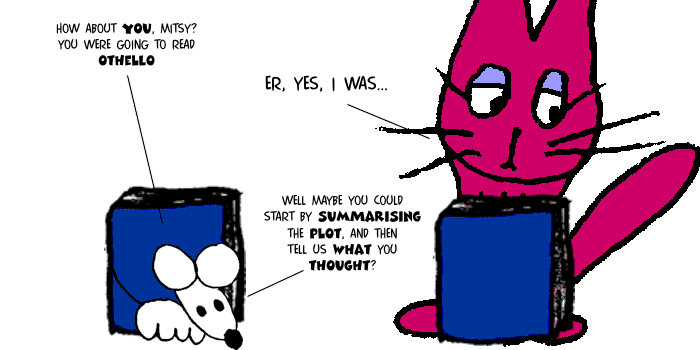 HOW ABOUT YOU, MITSY?
YOU WERE GOING TO READ
OTHELLO
ER, YES, I WAS...
WELL MAYBE YOU COULD
START BY SUMMARISING
THE PLOT, AND THEN
TELL US WHAT YOU
THOUGHT?